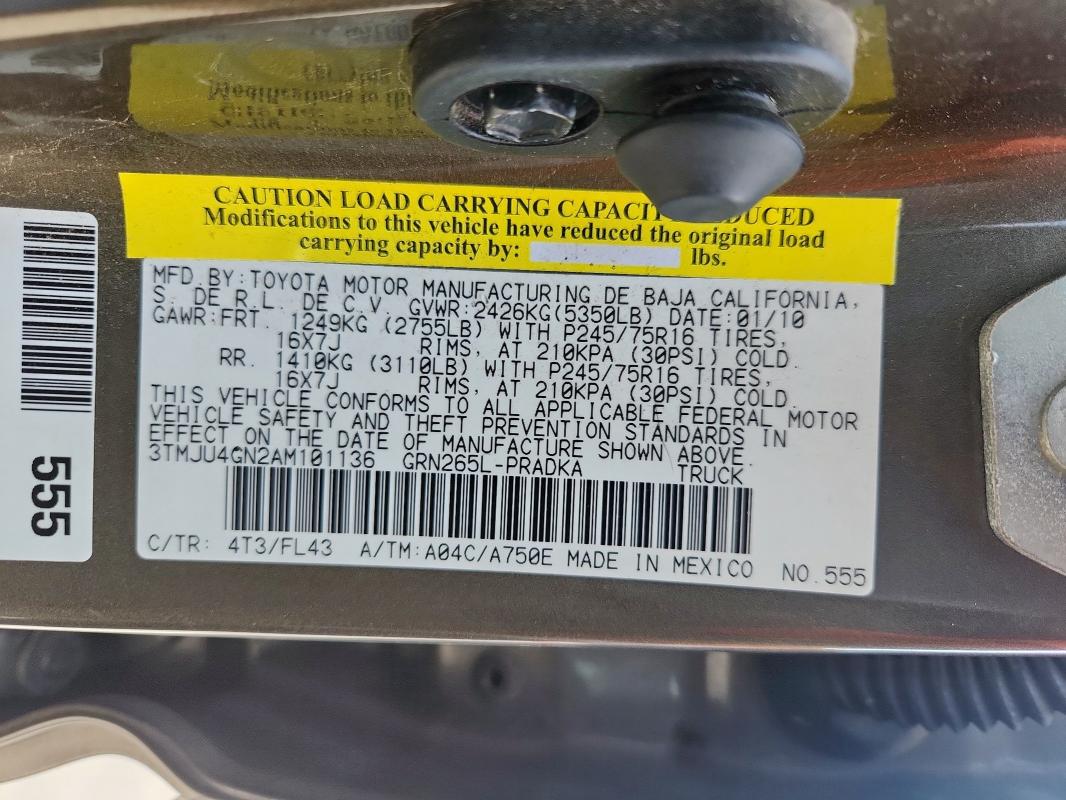 CAUTION LOAD CARRYING CAPACITY REDUCED
Modifications to this vehicle have reduced the original load
carrying capacity by: lbs.
MFD.BY:TOYOTA MOTOR MANUFACTURING DE BAJA CALIFORNIA,
S. DE R.L. DE C.V. GVWR:2426KG(5350LB) DATE:01/10
GAWR:FRT. 1249KG (2755LB) WITH P245/75R16 TIRES,
16X7J RIMS, AT 210KPA (30PSI) COLD.
RR. 1410KG (3110LB) WITH P245/75R16 TIRES,
16X7J RIMS, AT 210KPA (30PSI) COLD.
THIS VEHICLE CONFORMS TO ALL APPLICABLE FEDERAL MOTOR
VEHICLE SAFETY AND THEFT PREVENTION STANDARDS IN
EFFECT ON THE DATE OF MANUFACTURE SHOWN ABOVE.
3TMJU4GN2AM101136 GRN265L-PRADKA TRUCK
C/TR: 4T3/FL43 A/TM:A04C/A750E MADE IN MEXICO NO.555
555